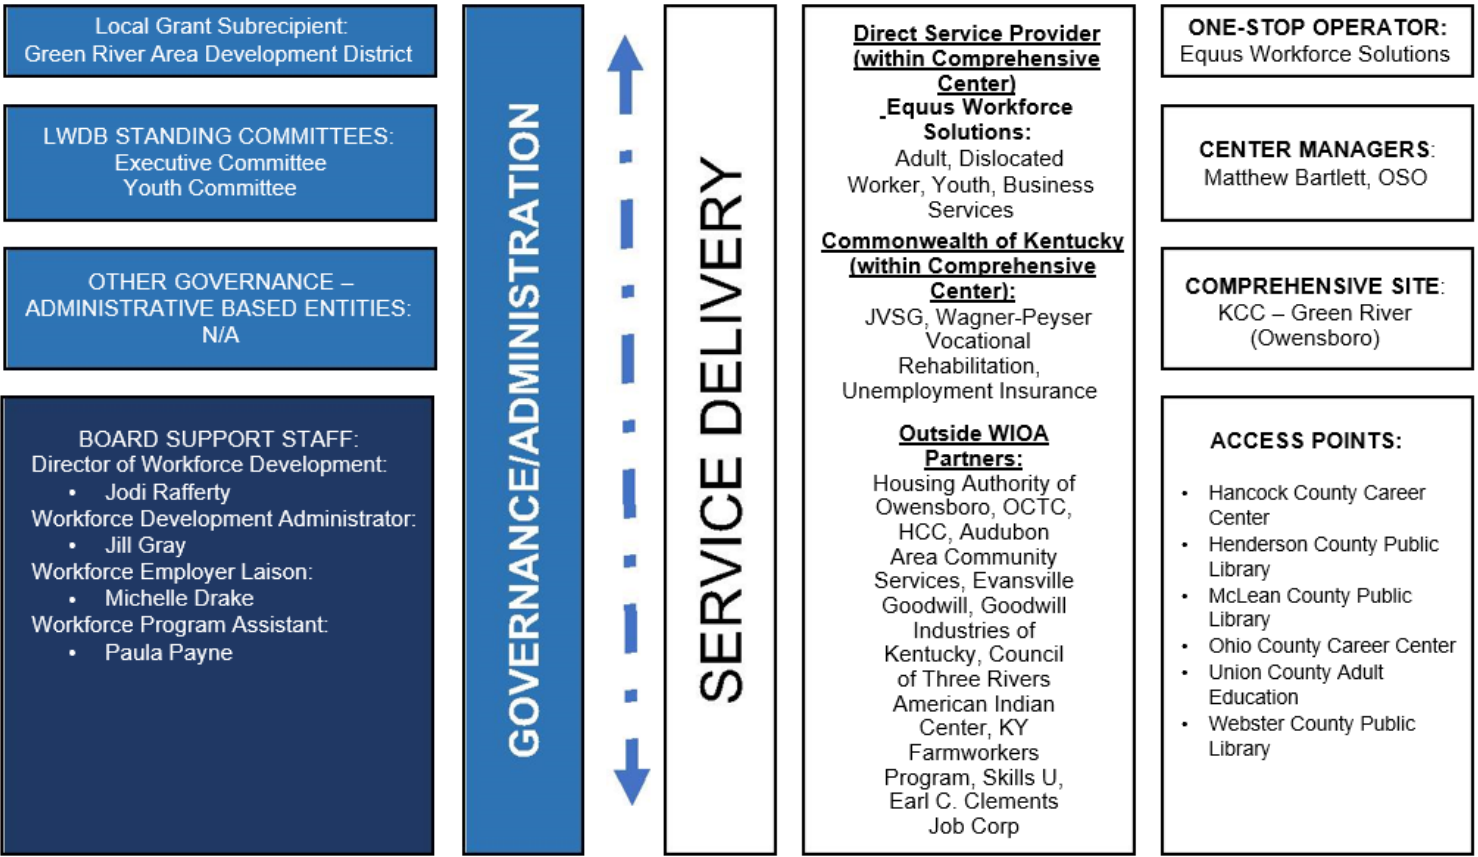 Local Grant Subrecipient:
Green River Area Development District
LWDB STANDING COMMITTEES:
Executive Committee
Youth Committee
OTHER GOVERNANCE –
ADMINISTRATIVE BASED ENTITIES:
N/A
BOARD SUPPORT STAFF:
Director of Workforce Development:
• Jodi Rafferty
Workforce Development Administrator:
• Jill Gray
Workforce Employer Liaison:
• Michelle Drake
Workforce Program Assistant:
• Paula Payne
GOVERNANCE/ADMINISTRATION
SERVICE DELIVERY
Direct Service Provider
(within Comprehensive
Center)
Equus Workforce
Solutions:
Adult, Dislocated
Worker, Youth, Business
Services
Commonwealth of Kentucky
(within Comprehensive
Center):
JVSG, Wagner-Peyser
Vocational
Rehabilitation,
Unemployment Insurance
Outside WIOA
Partners:
Housing Authority of
Owensboro, OCTC,
HCC, Audubon
Area Community
Services, Evansville
Goodwill, Goodwill
Industries of
Kentucky, Council
of Three Rivers
American Indian
Center, KY
Farmworkers
Program, Skills U,
Earl C. Clements
Job Corp
ONE-STOP OPERATOR:
Equus Workforce Solutions
CENTER MANAGERS:
Matthew Bartlett, OSO
COMPREHENSIVE SITE:
KCC – Green River
(Owensboro)
ACCESS POINTS:
• Hancock County Career
Center
• Henderson County Public
Library
• McLean County Public
Library
• Ohio County Career Center
• Union County Adult
Education
• Webster County Public
Library